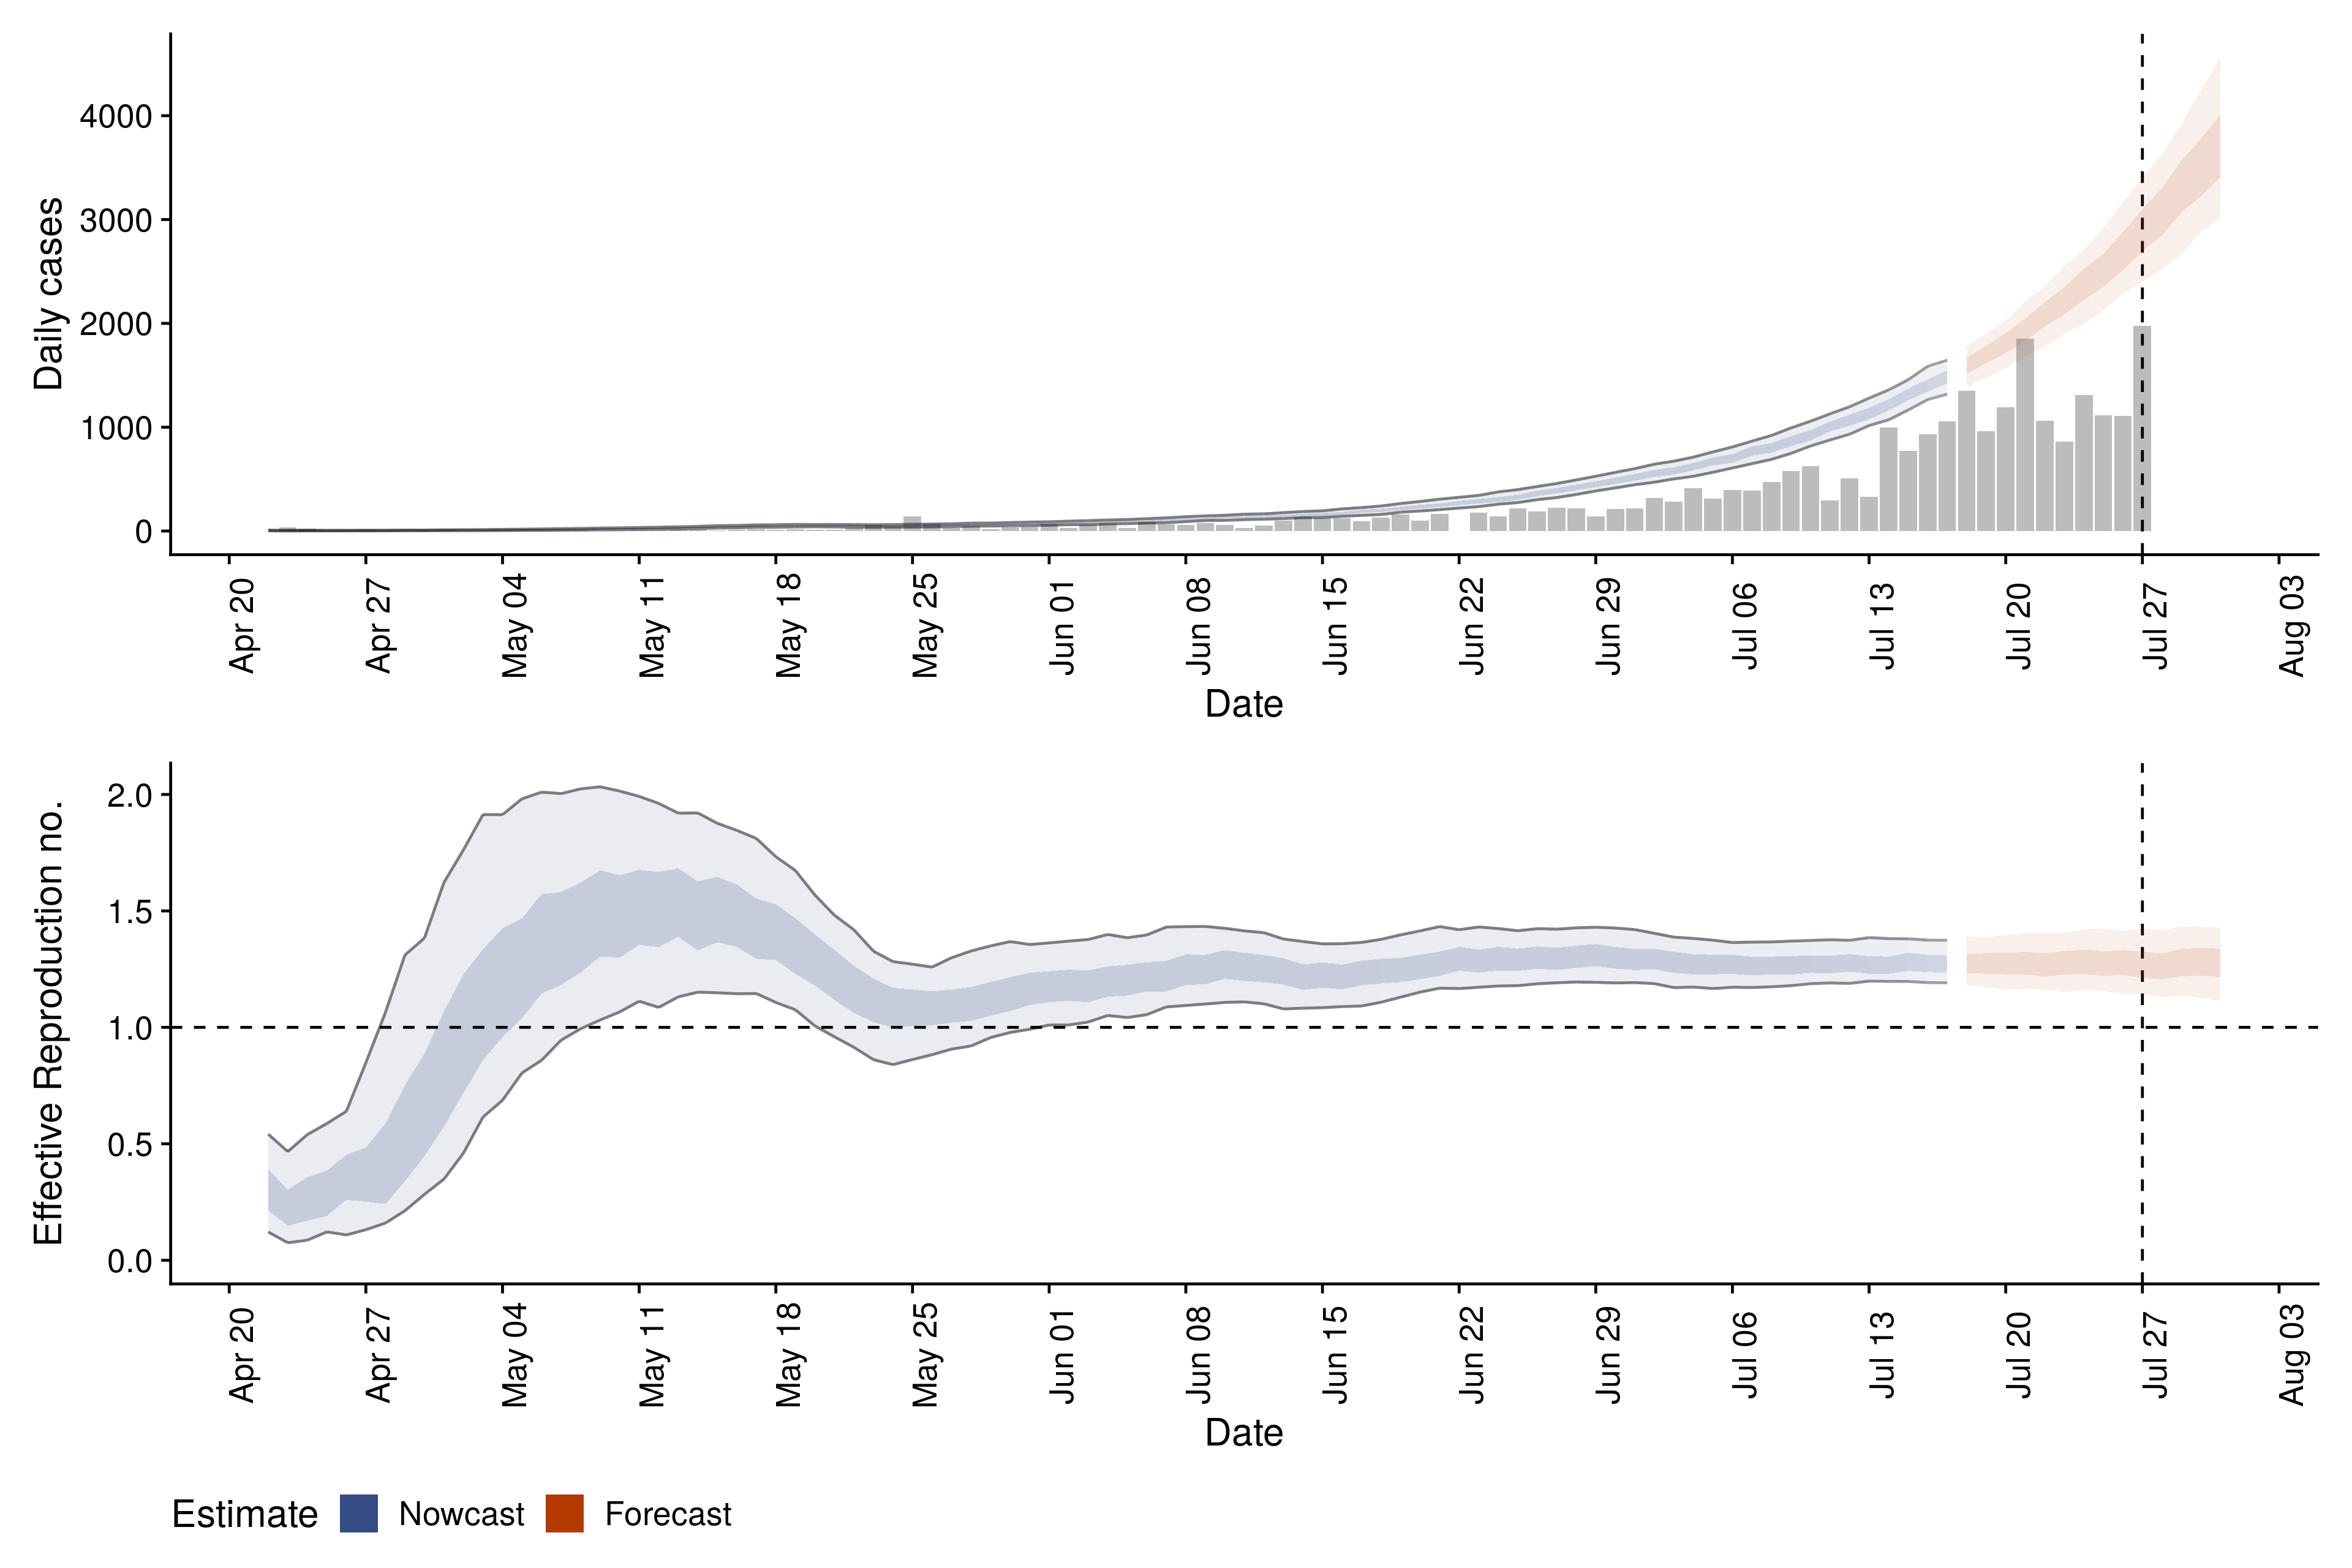 Daily cases
4000
3000
2000
1000
0
Apr 20
Apr 27
May 04
May 11
May 18
May 25
Jun 01
Jun 08
Jun 15
Jun 22
Jun 29
Jul 06
Jul 13
Jul 20
Jul 27
Aug 03
Date
Effective Reproduction no.
2.0
1.5
1.0
0.5
0.0
Apr 20
Apr 27
May 04
May 11
May 18
May 25
Jun 01
Jun 08
Jun 15
Jun 22
Jun 29
Jul 06
Jul 13
Jul 20
Jul 27
Aug 03
Date
Estimate Nowcast Forecast